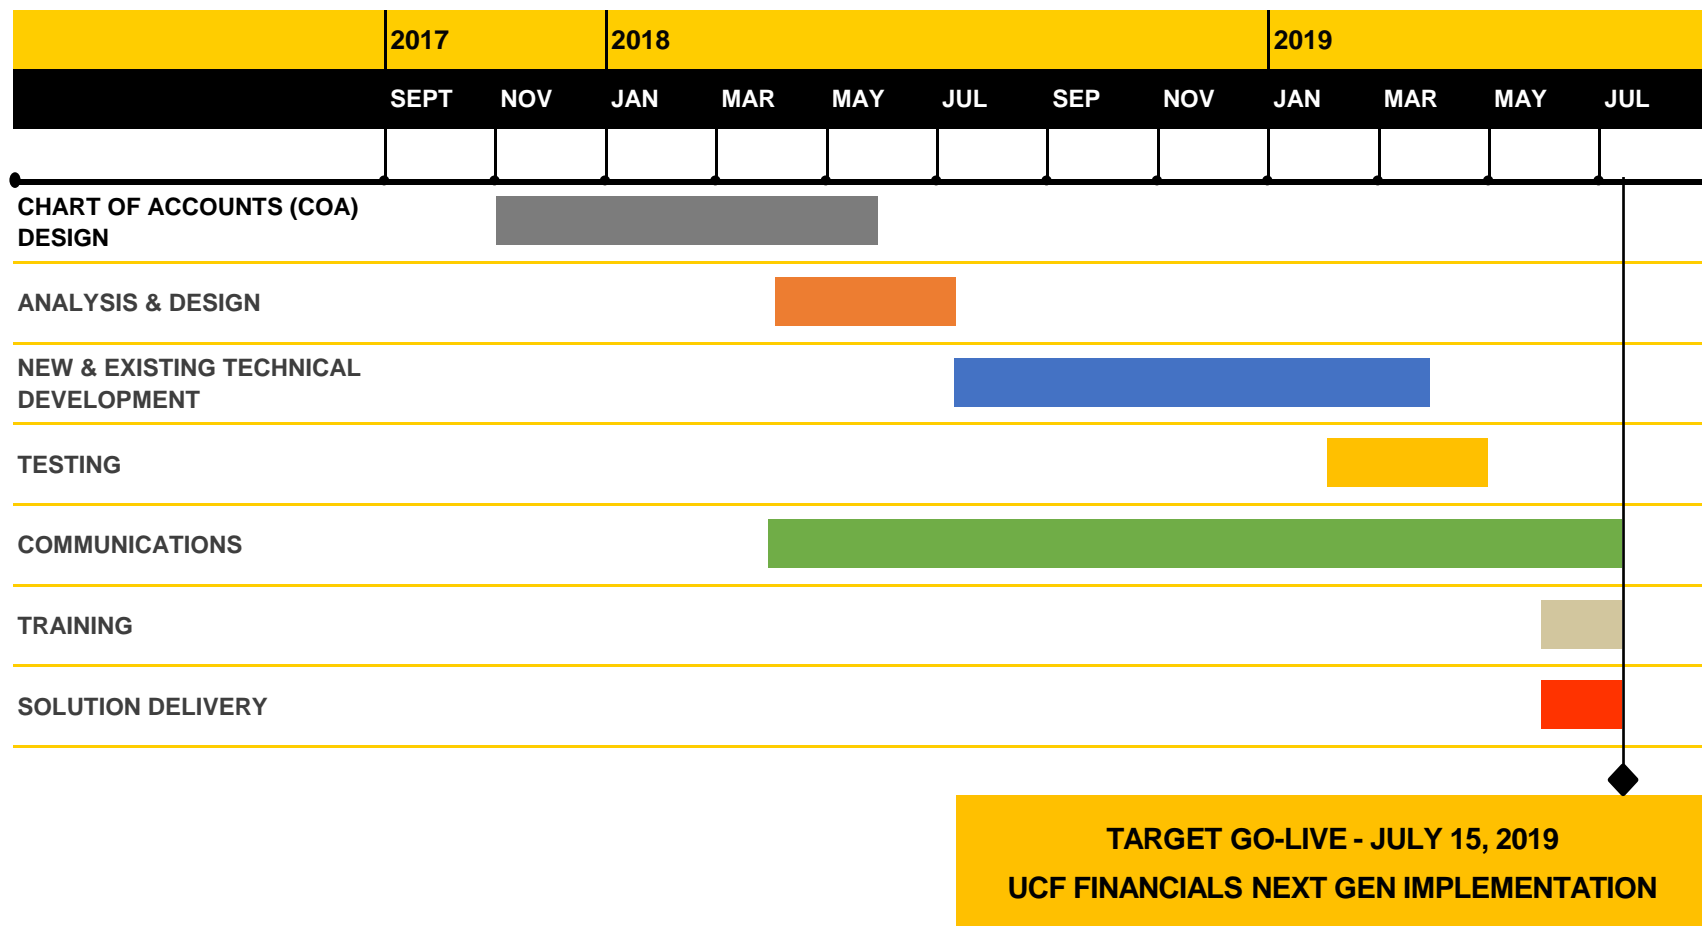 2017 2018 2019
SEPT NOV JAN MAR MAY JUL SEP NOV JAN MAR MAY JUL
CHART OF ACCOUNTS (COA)
DESIGN
ANALYSIS & DESIGN
NEW & EXISTING TECHNICAL
DEVELOPMENT
TESTING
COMMUNICATIONS
TRAINING
SOLUTION DELIVERY
TARGET GO-LIVE - JULY 15, 2019
UCF FINANCIALS NEXT GEN IMPLEMENTATION